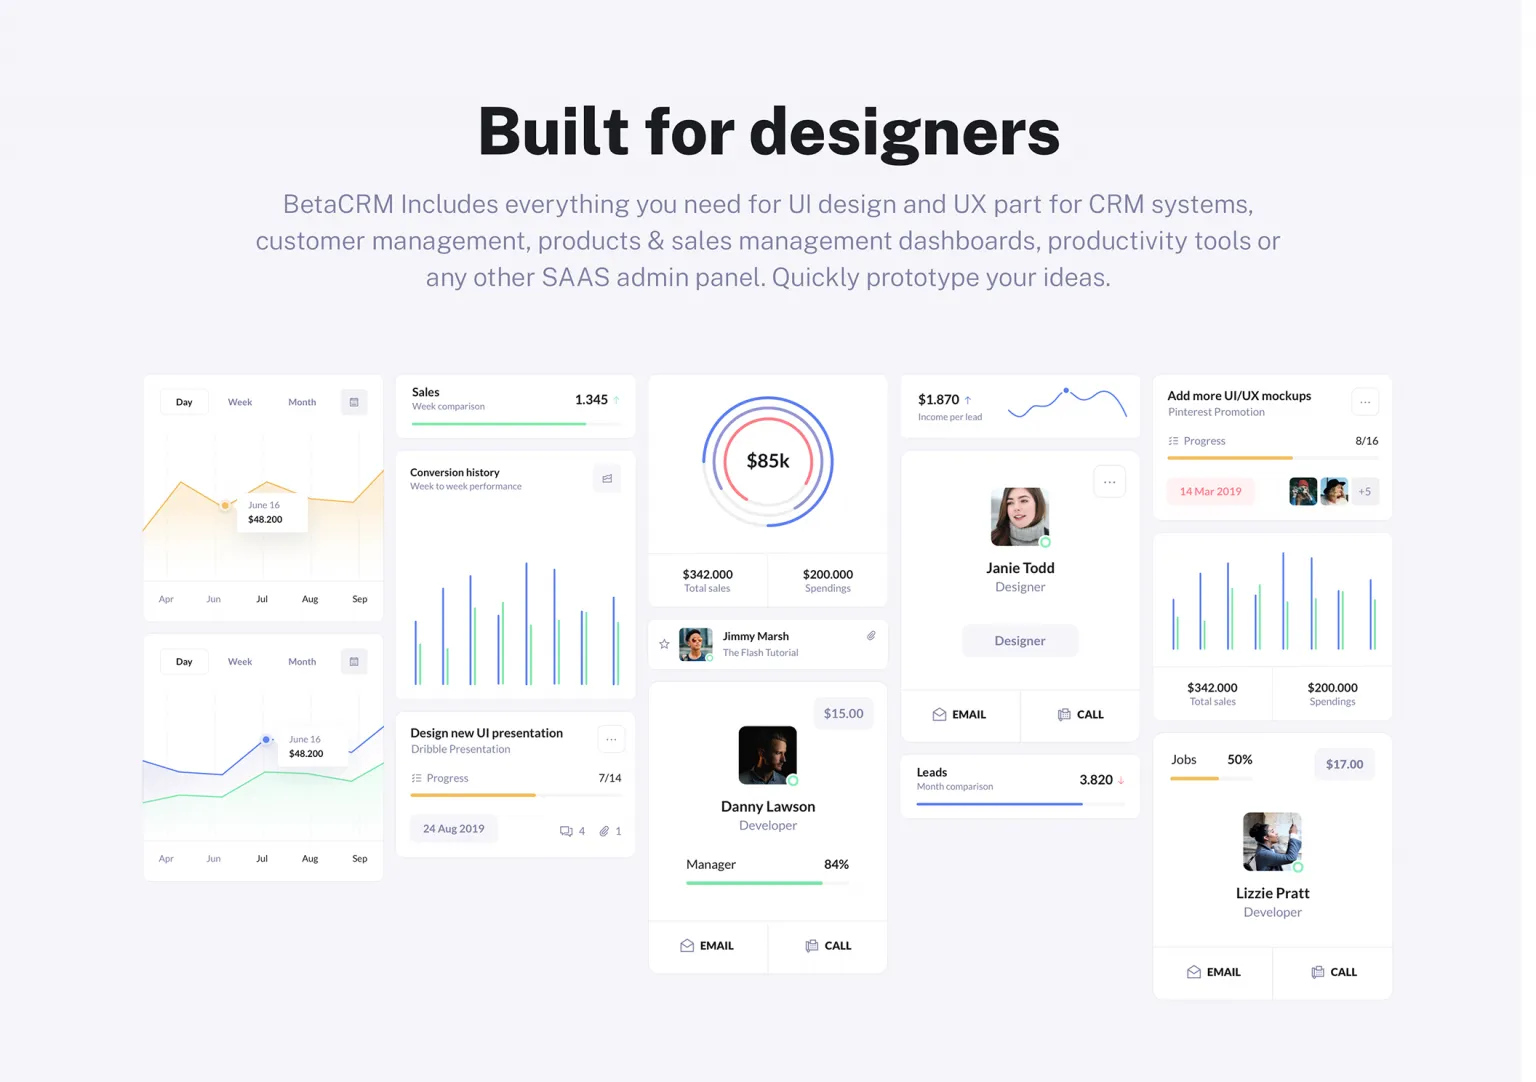 Built for designers
BetaCRM Includes everything you need for UI design and UX part for CRM systems,
customer management, products & sales management dashboards, productivity tools or
any other SAAS admin panel. Quickly prototype your ideas.
Day Week Month
June 16
$48.200
Apr Jun Jul Aug Sep
Day Week Month
June 16
$48.200
Apr Jun Jul Aug Sep
Sales
Week comparison
1.345
Conversion history
Week to week performance
Design new UI presentation
Dribble Presentation
Progress 7/14
24 Aug 2019 4 1
$85k
$342.000 $200.000
Total sales Spendings
Jimmy Marsh
The Flash Tutorial
$15.00
Danny Lawson
Developer
Manager 84%
EMAIL CALL
$1.870
Income per lead
Janie Todd
Designer
Designer
EMAIL CALL
Leads
Month comparison
3.820
Add more UI/UX mockups
Pinterest Promotion
Progress 8/16
14 Mar 2019 +5
$342.000 $200.000
Total sales Spendings
Jobs 50% $17.00
Lizzie Pratt
Developer
EMAIL CALL